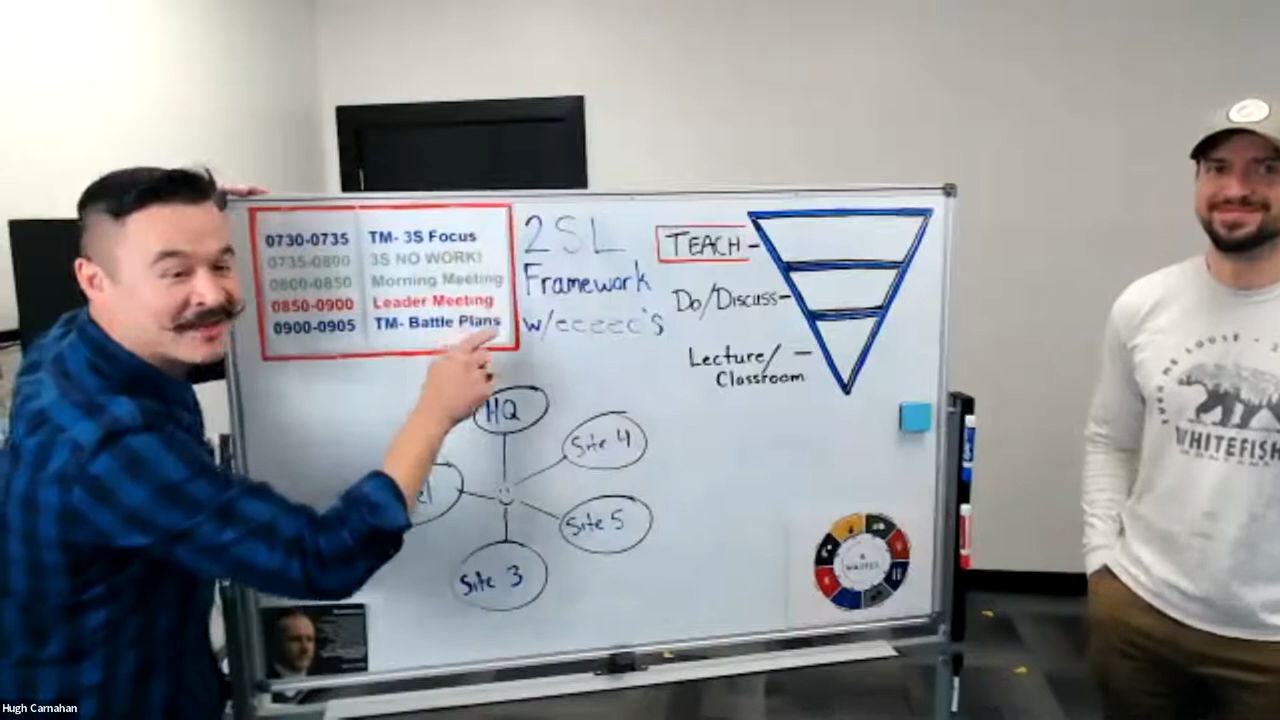 0730-0735 TM- 3S Focus
0735-0800 3S NO WORK!
0800-0850 Morning Meeting
0850-0900 Leader Meeting
0900-0905 TM- Battle Plans
2SL
Framework
w/eeeee's
TEACH
Do/Discuss
Lecture/
Classroom
HQ
Site 4
Site 5
Site 3
8
WASTES
WHITEFISH
Hugh Carnahan